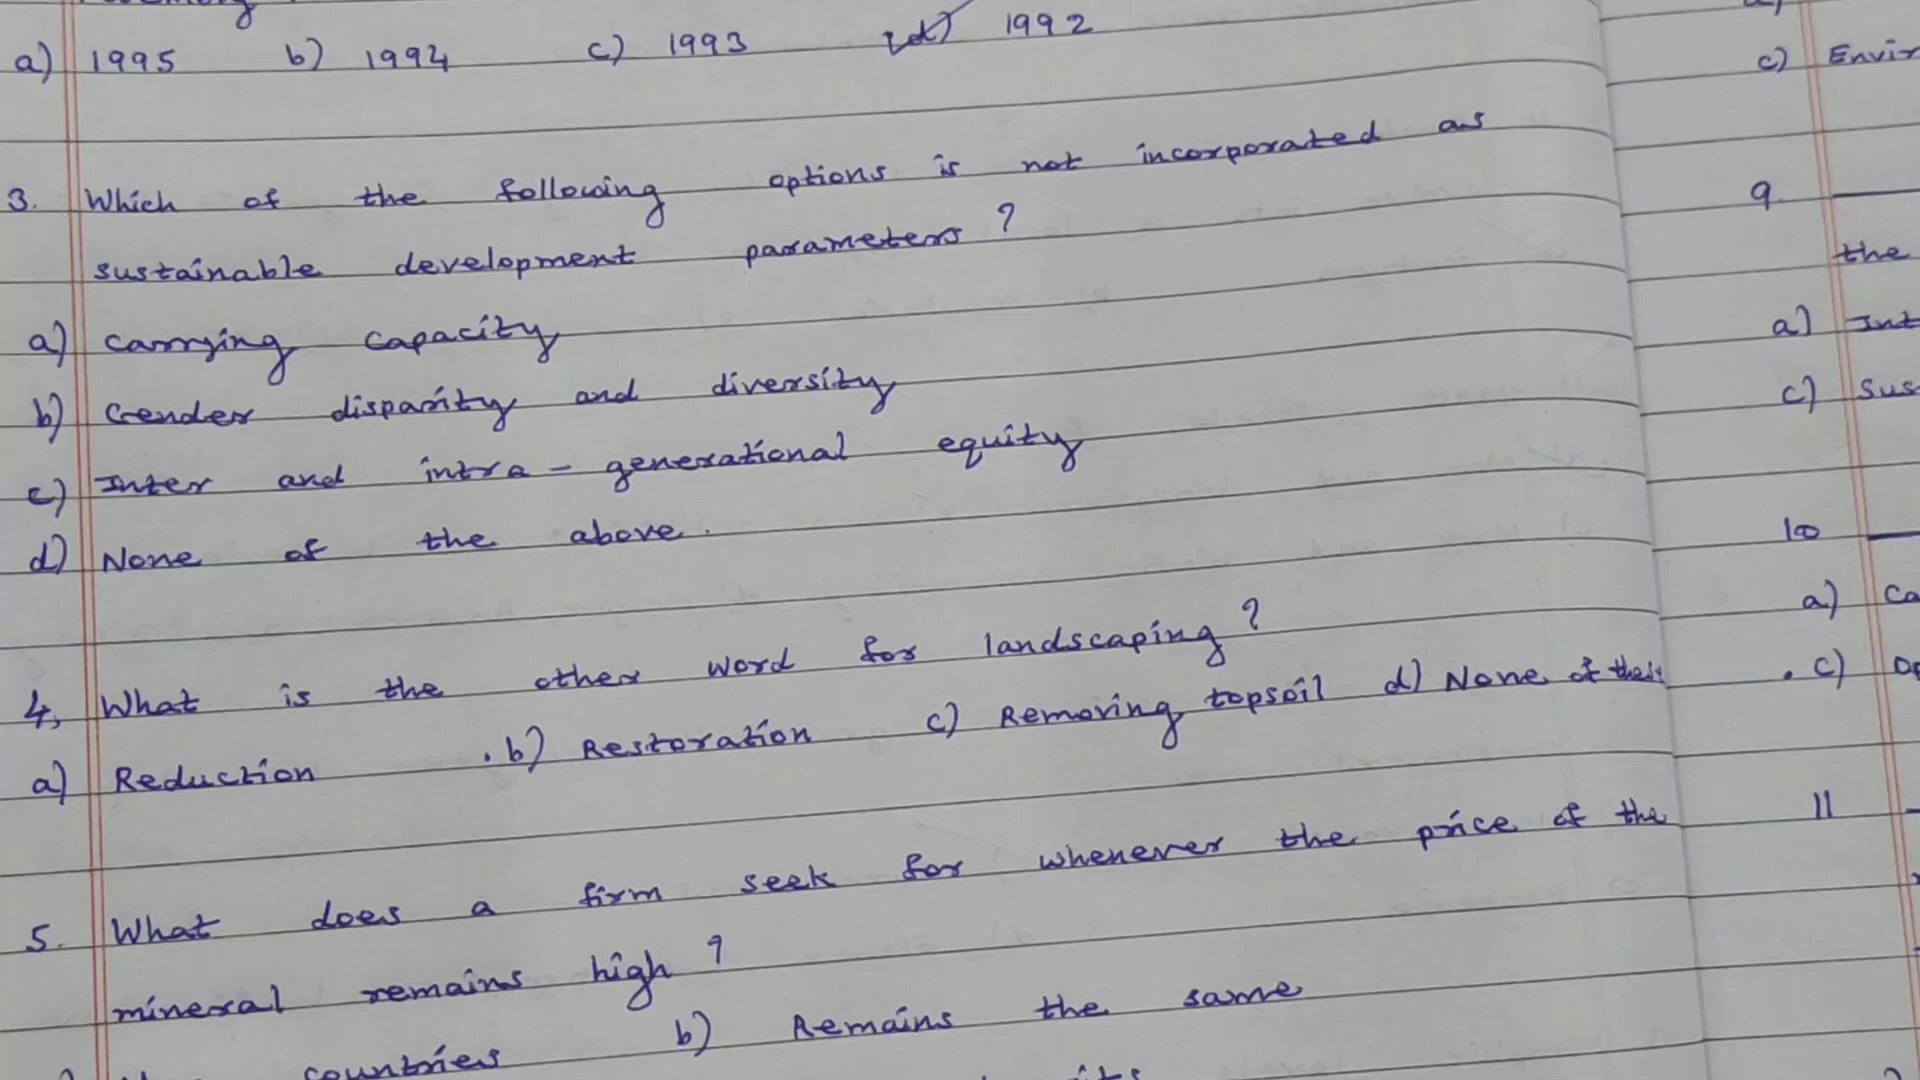 a) 1995 b) 1994 c) 1993 d) 1992
3. Which of the following options is not incorporated as
sustainable development parameters ?
a) Carrying capacity
b) Gender disparity and diversity
c) Inter and intra - generational equity
d) None of the above.
4. What is the other word for landscaping ?
a) Reduction .b) Restoration c) Removing topsoil d) None of these
5. What does a firm seek for whenever the price of the
mineral remains high ?
countries b) Remains the same
c) Envir
9.
the
a) Int
c) Sus
10
a) Ca
. c) Op
11